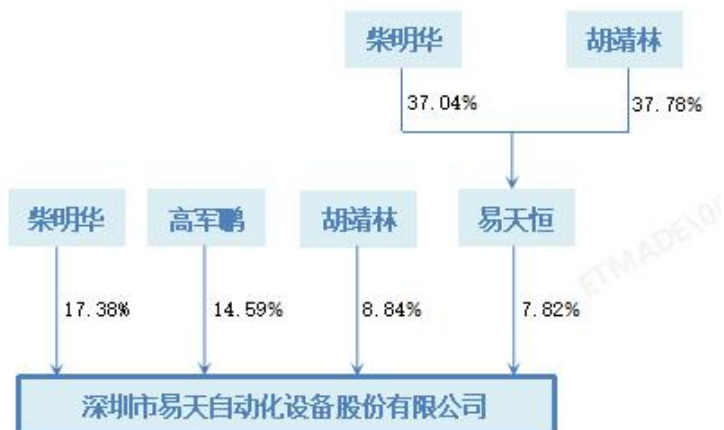 柴明华 胡靖林
37.04% 37.78%
柴明华 高军鹏 胡靖林 易天恒
17.38% 14.59% 8.84% 7.82%
深圳市易天自动化设备股份有限公司